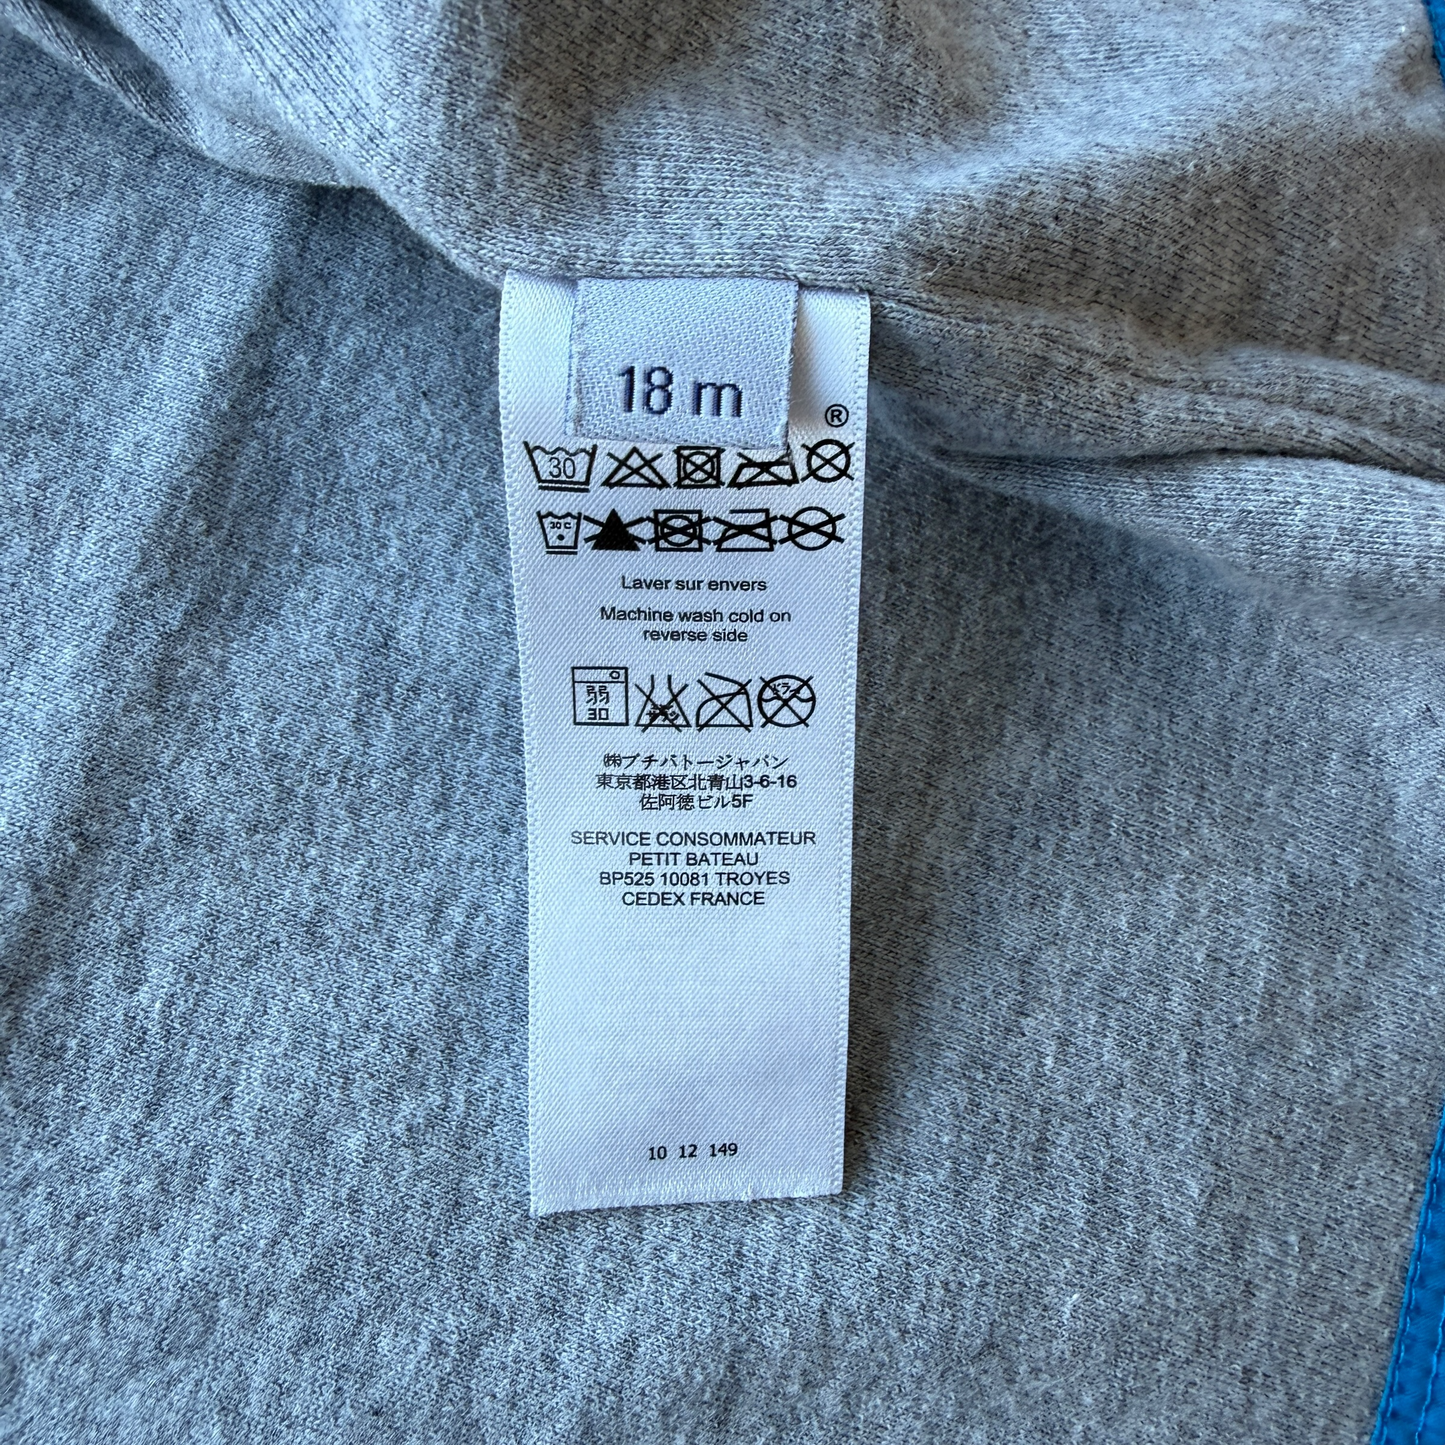 18 m
®
30
30 C
Laver sur envers
Machine wash cold on
reverse side
30
㈱プチバトージャパン
東京都港区北青山3-6-16
佐阿徳ビル5F
SERVICE CONSOMMATEUR
PETIT BATEAU
BP525 10081 TROYES
CEDEX FRANCE
10 12 149